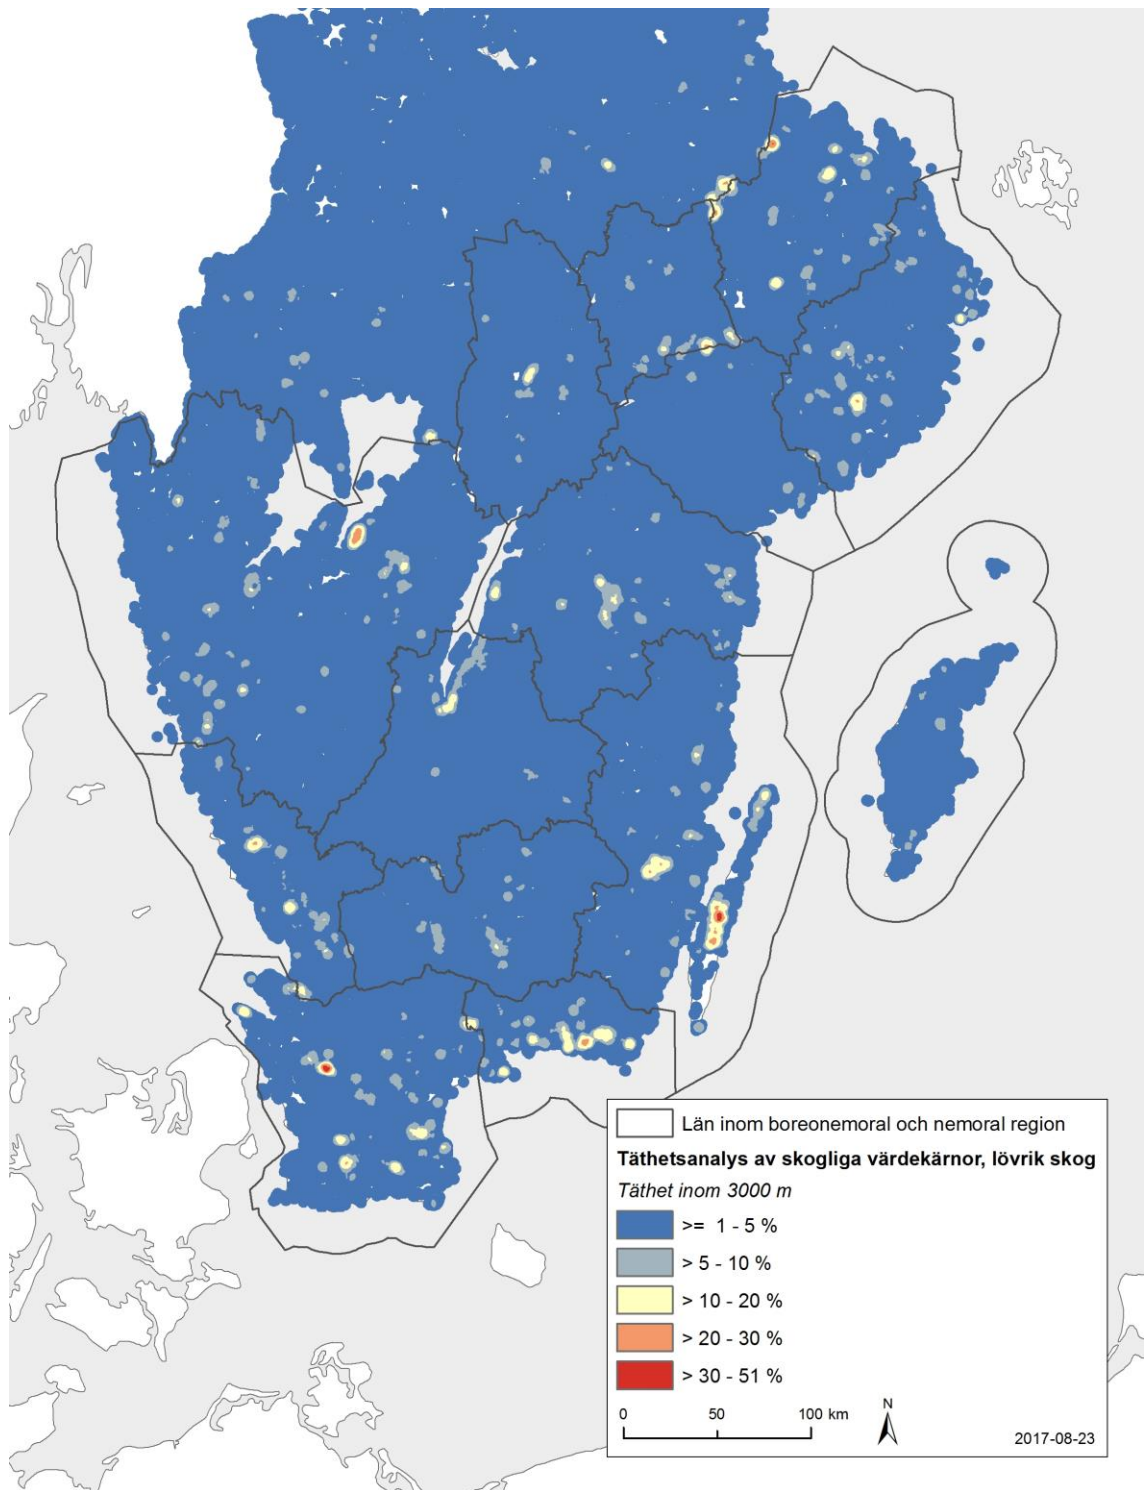 Län inom boreonemoral och nemoral region
Täthetsanalys av skogliga värdekärnor, lövrik skog
Täthet inom 3000 m
>= 1 - 5 %
> 5 - 10 %
> 10 - 20 %
> 20 - 30 %
> 30 - 51 %
0 50 100 km
N
2017-08-23